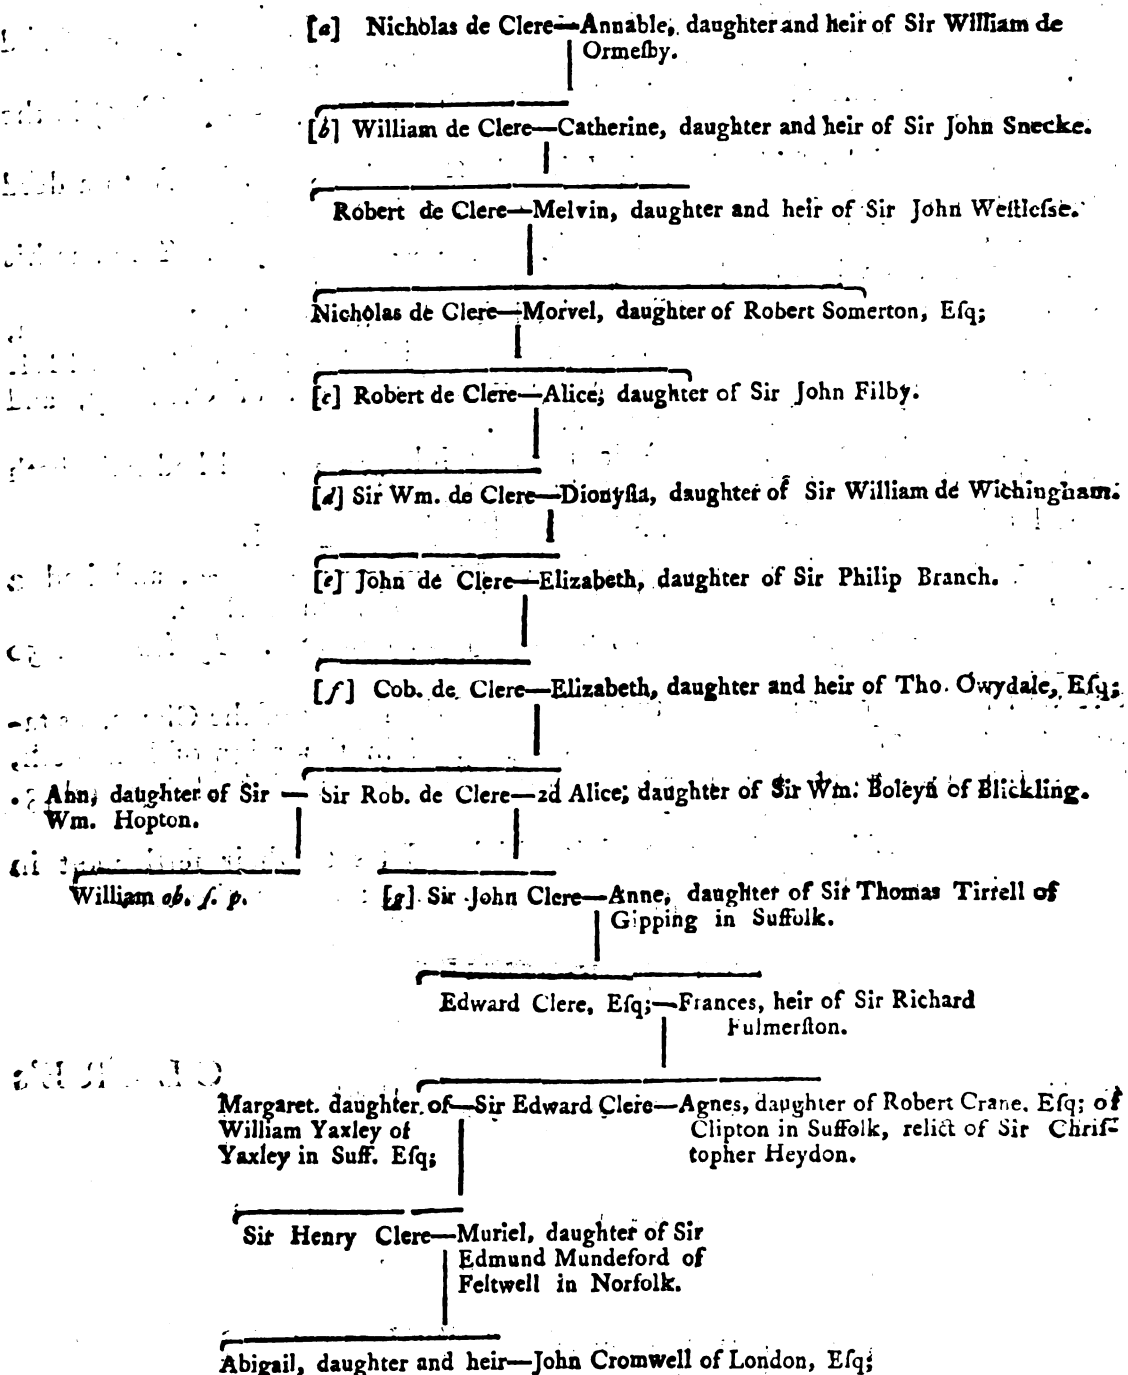 [a] Nicholas de Clere—Annable, daughter and heir of Sir William de
Ormeſby.
[b] William de Clere—Catherine, daughter and heir of Sir John Snecke.
Robert de Clere—Melvin, daughter and heir of Sir John Weſtleſse.
Nicholas de Clere—Morvel, daughter of Robert Somerton, Eſq;
[c] Robert de Clere—Alice, daughter of Sir John Filby.
[d] Sir Wm. de Clere—Dionyſia, daughter of Sir William de Wichingham.
[e] John de Clere—Elizabeth, daughter of Sir Philip Branch.
[f] Cob. de Clere—Elizabeth, daughter and heir of Tho. Owydale, Eſq;
Ann, daughter of Sir — Sir Rob. de Clere—2d Alice, daughter of Sir Wm. Boleyn of Blickling.
Wm. Hopton.
William ob. ſ. p. [g] Sir John Clere—Anne, daughter of Sir Thomas Tirrell of
Gipping in Suffolk.
Edward Clere, Eſq;—Frances, heir of Sir Richard
Fulmerſton.
Margaret. daughter of—Sir Edward Clere—Agnes, daughter of Robert Crane. Eſq; of
William Yaxley of Clipton in Suffolk, relict of Sir Chriſ-
Yaxley in Suff. Eſq; topher Heydon.
Sir Henry Clere—Muriel, daughter of Sir
Edmund Mundeford of
Feltwell in Norfolk.
Abigail, daughter and heir—John Cromwell of London, Eſq;